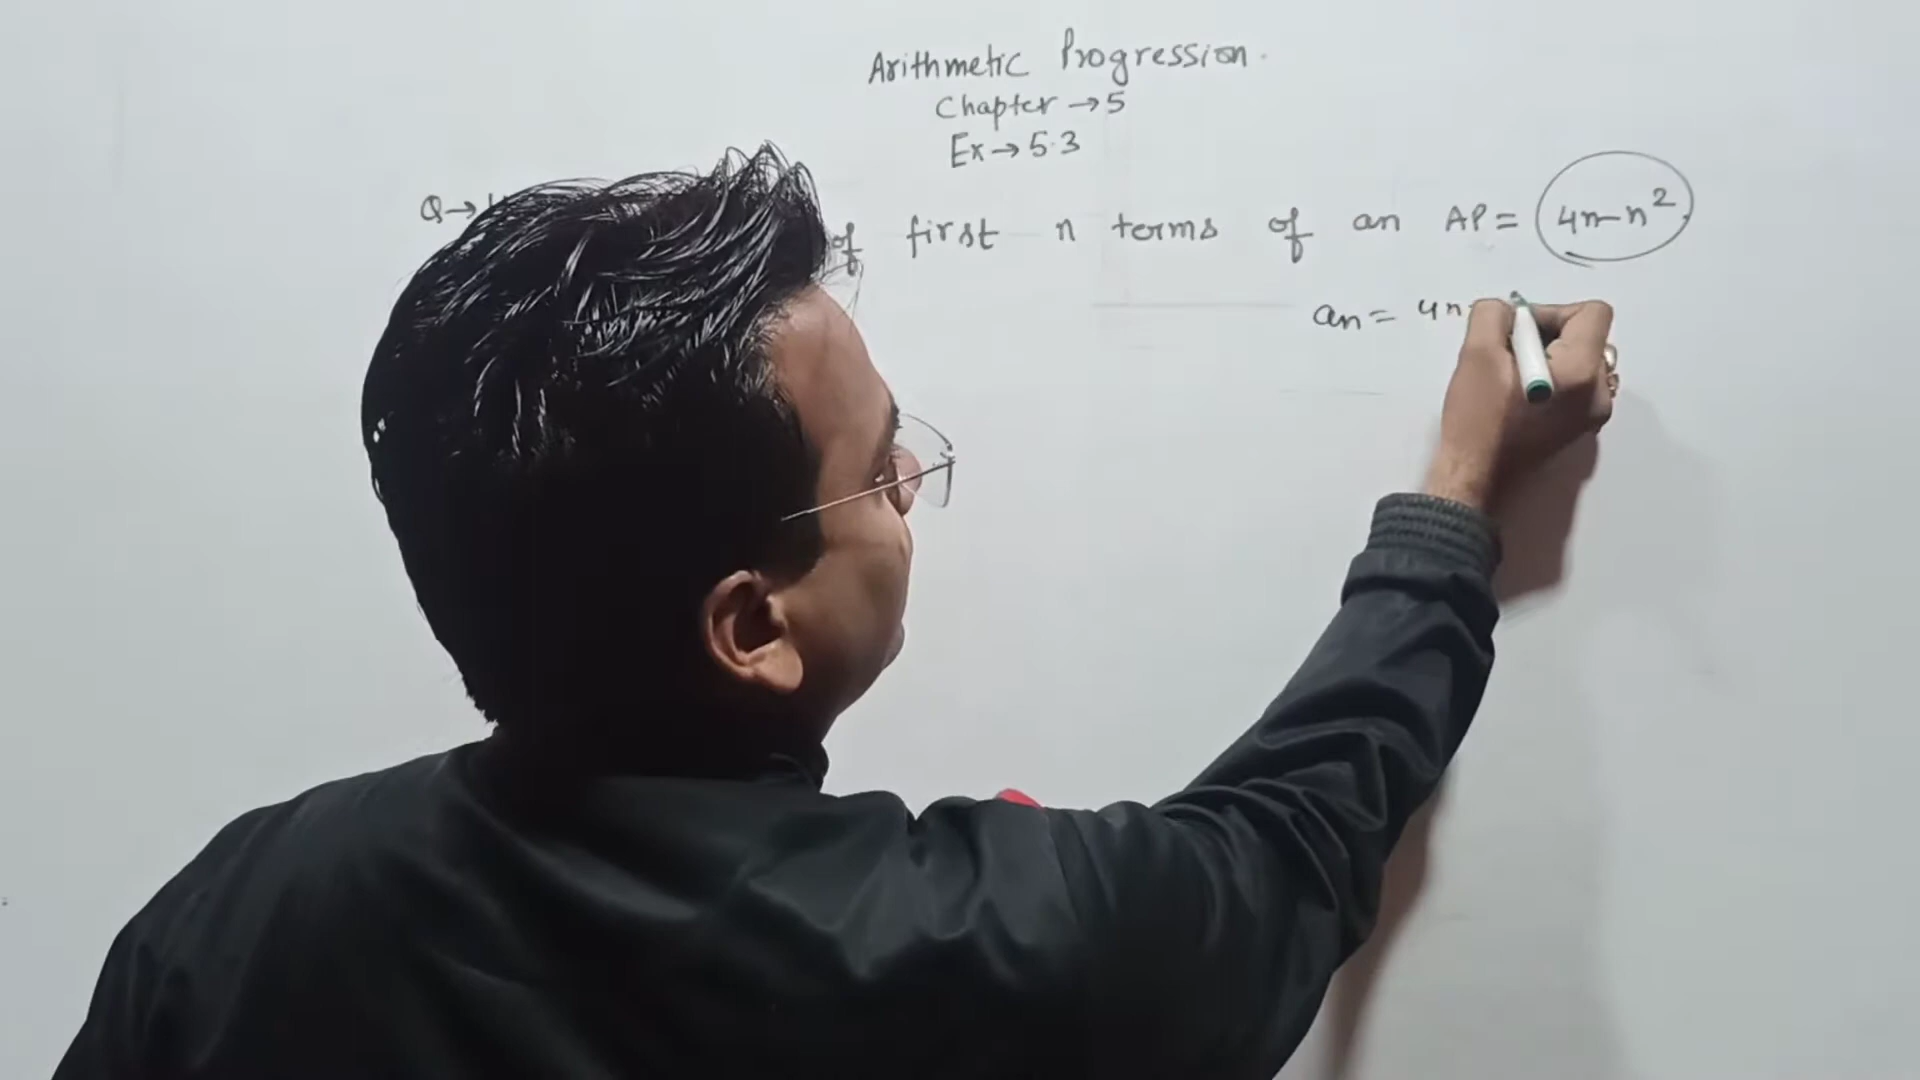 Arithmetic Progression.
Chapter → 5
Ex → 5.3
Q →
of first n terms of an AP = 4n-n²
an = 4n